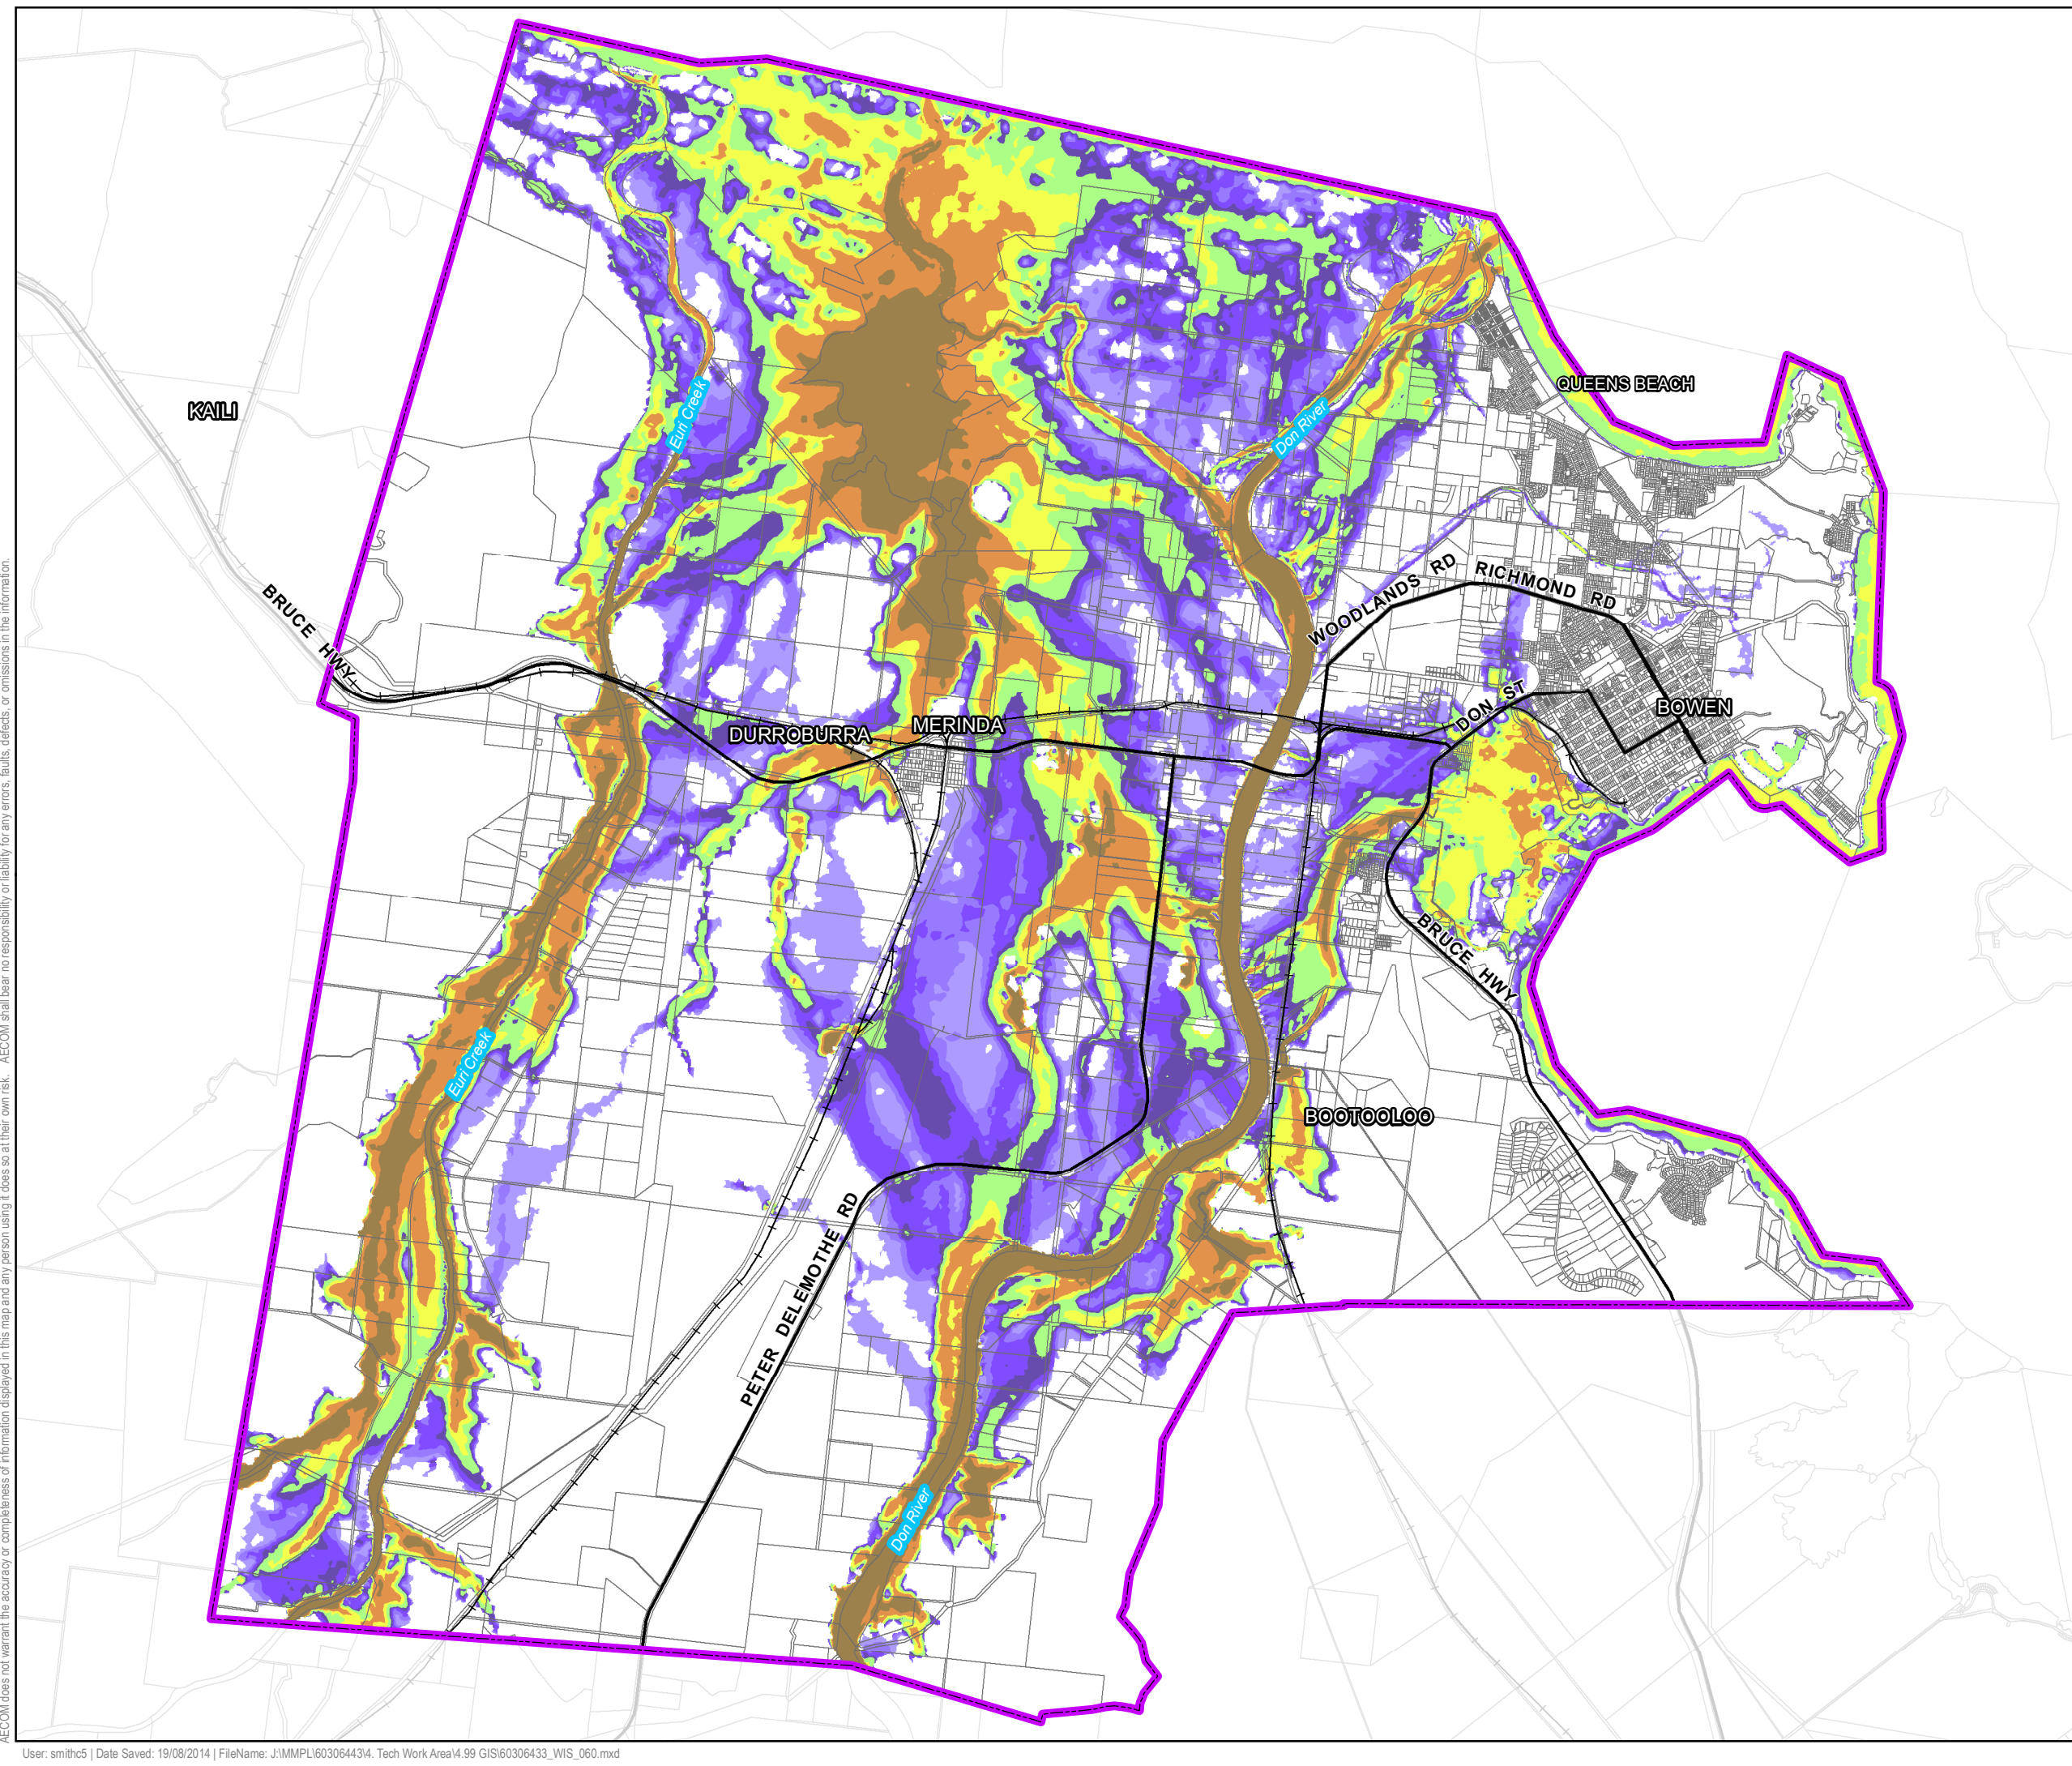 QUEENS BEACH
KAILI
Euri Creek
Don River
BRUCE HWY
WOODLANDS RD
RICHMOND RD
DON ST
BOWEN
DURROBURRA
MERINDA
BRUCE HWY
Euri Creek
BOOTOOLOO
PETER DELEMOTHE RD
Don River
AECOM does not warrant the accuracy or completeness of information displayed in this map and any person using it does so at their own risk. AECOM shall bear no responsibility or liability for any errors, faults, defects, or omissions in the information.
User: smithc5 | Date Saved: 19/08/2014 | FileName: J:\MMPL\60306443\4. Tech Work Area\4.99 GIS\60306433_WIS_060.mxd